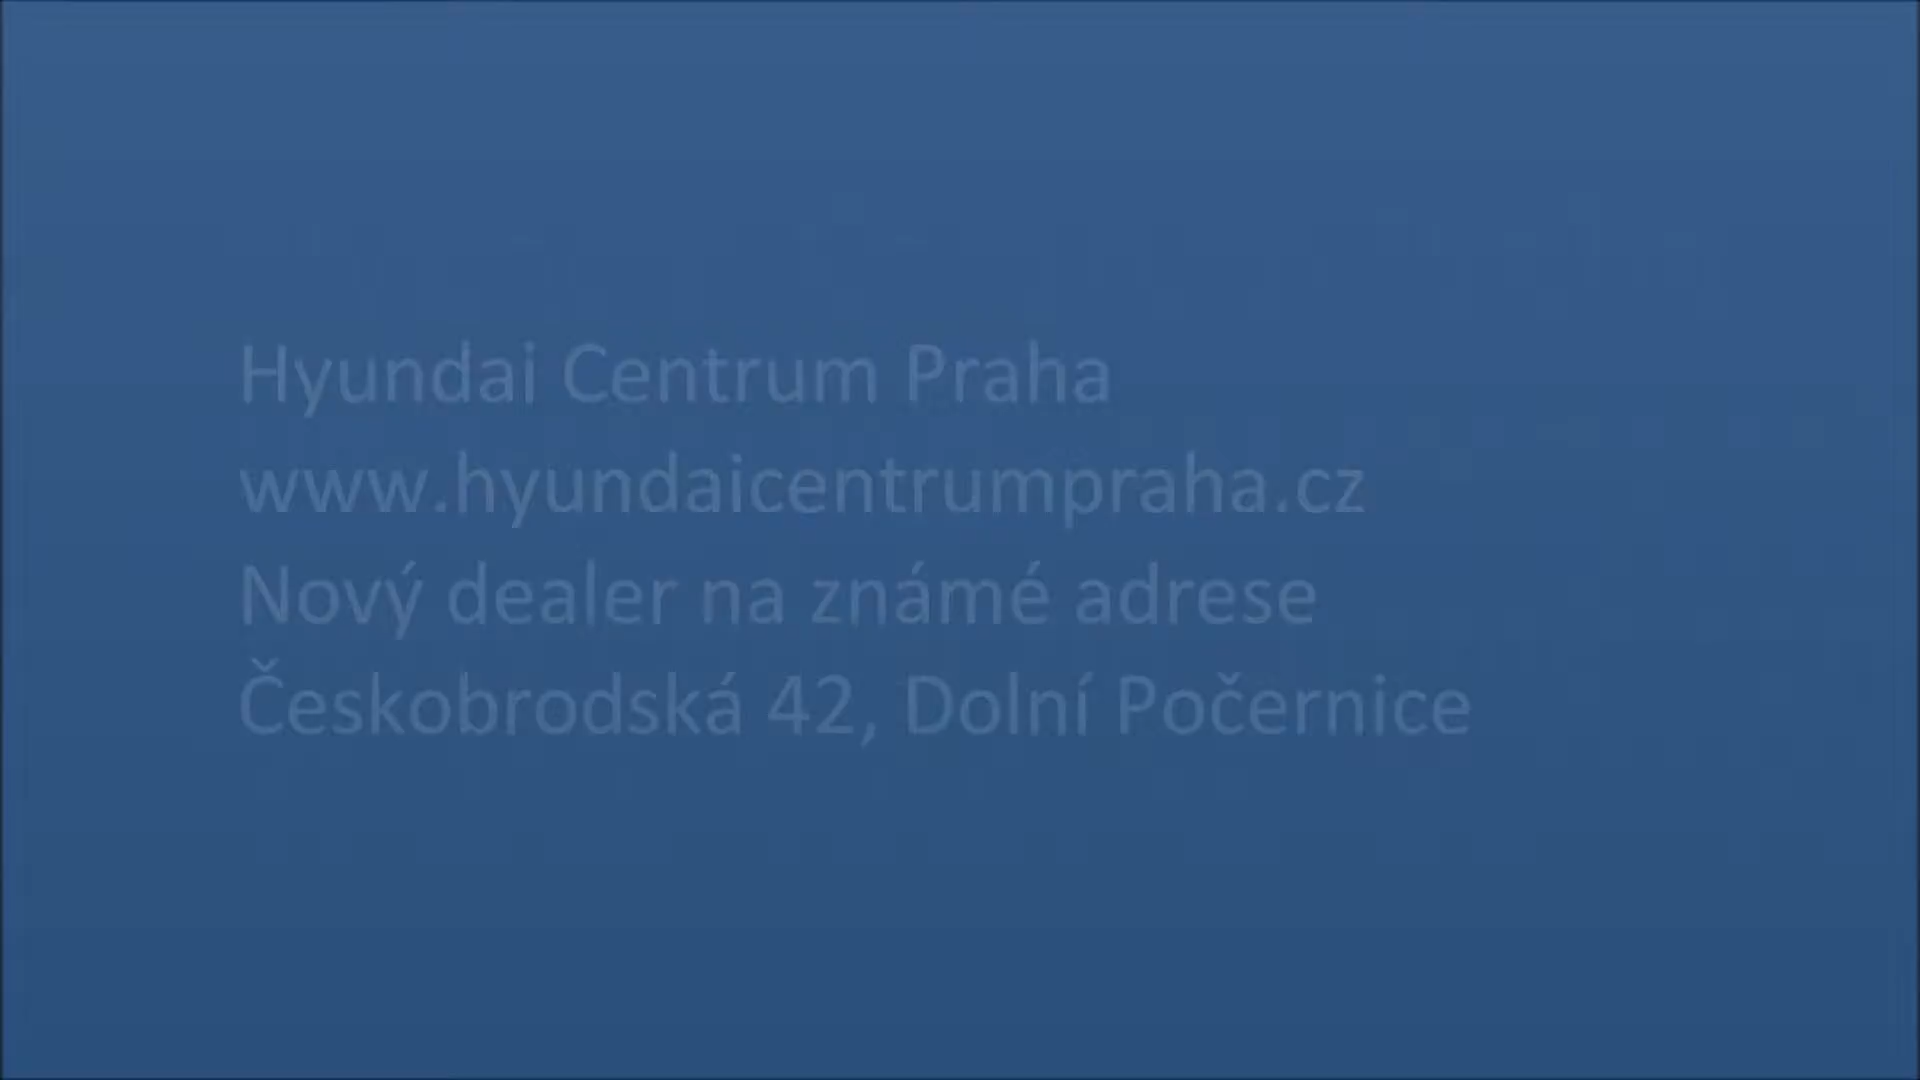 Hyundai Centrum Praha
www.hyundaicentrumpraha.cz
Nový dealer na známé adrese
Českobrodská 42, Dolní Počernice